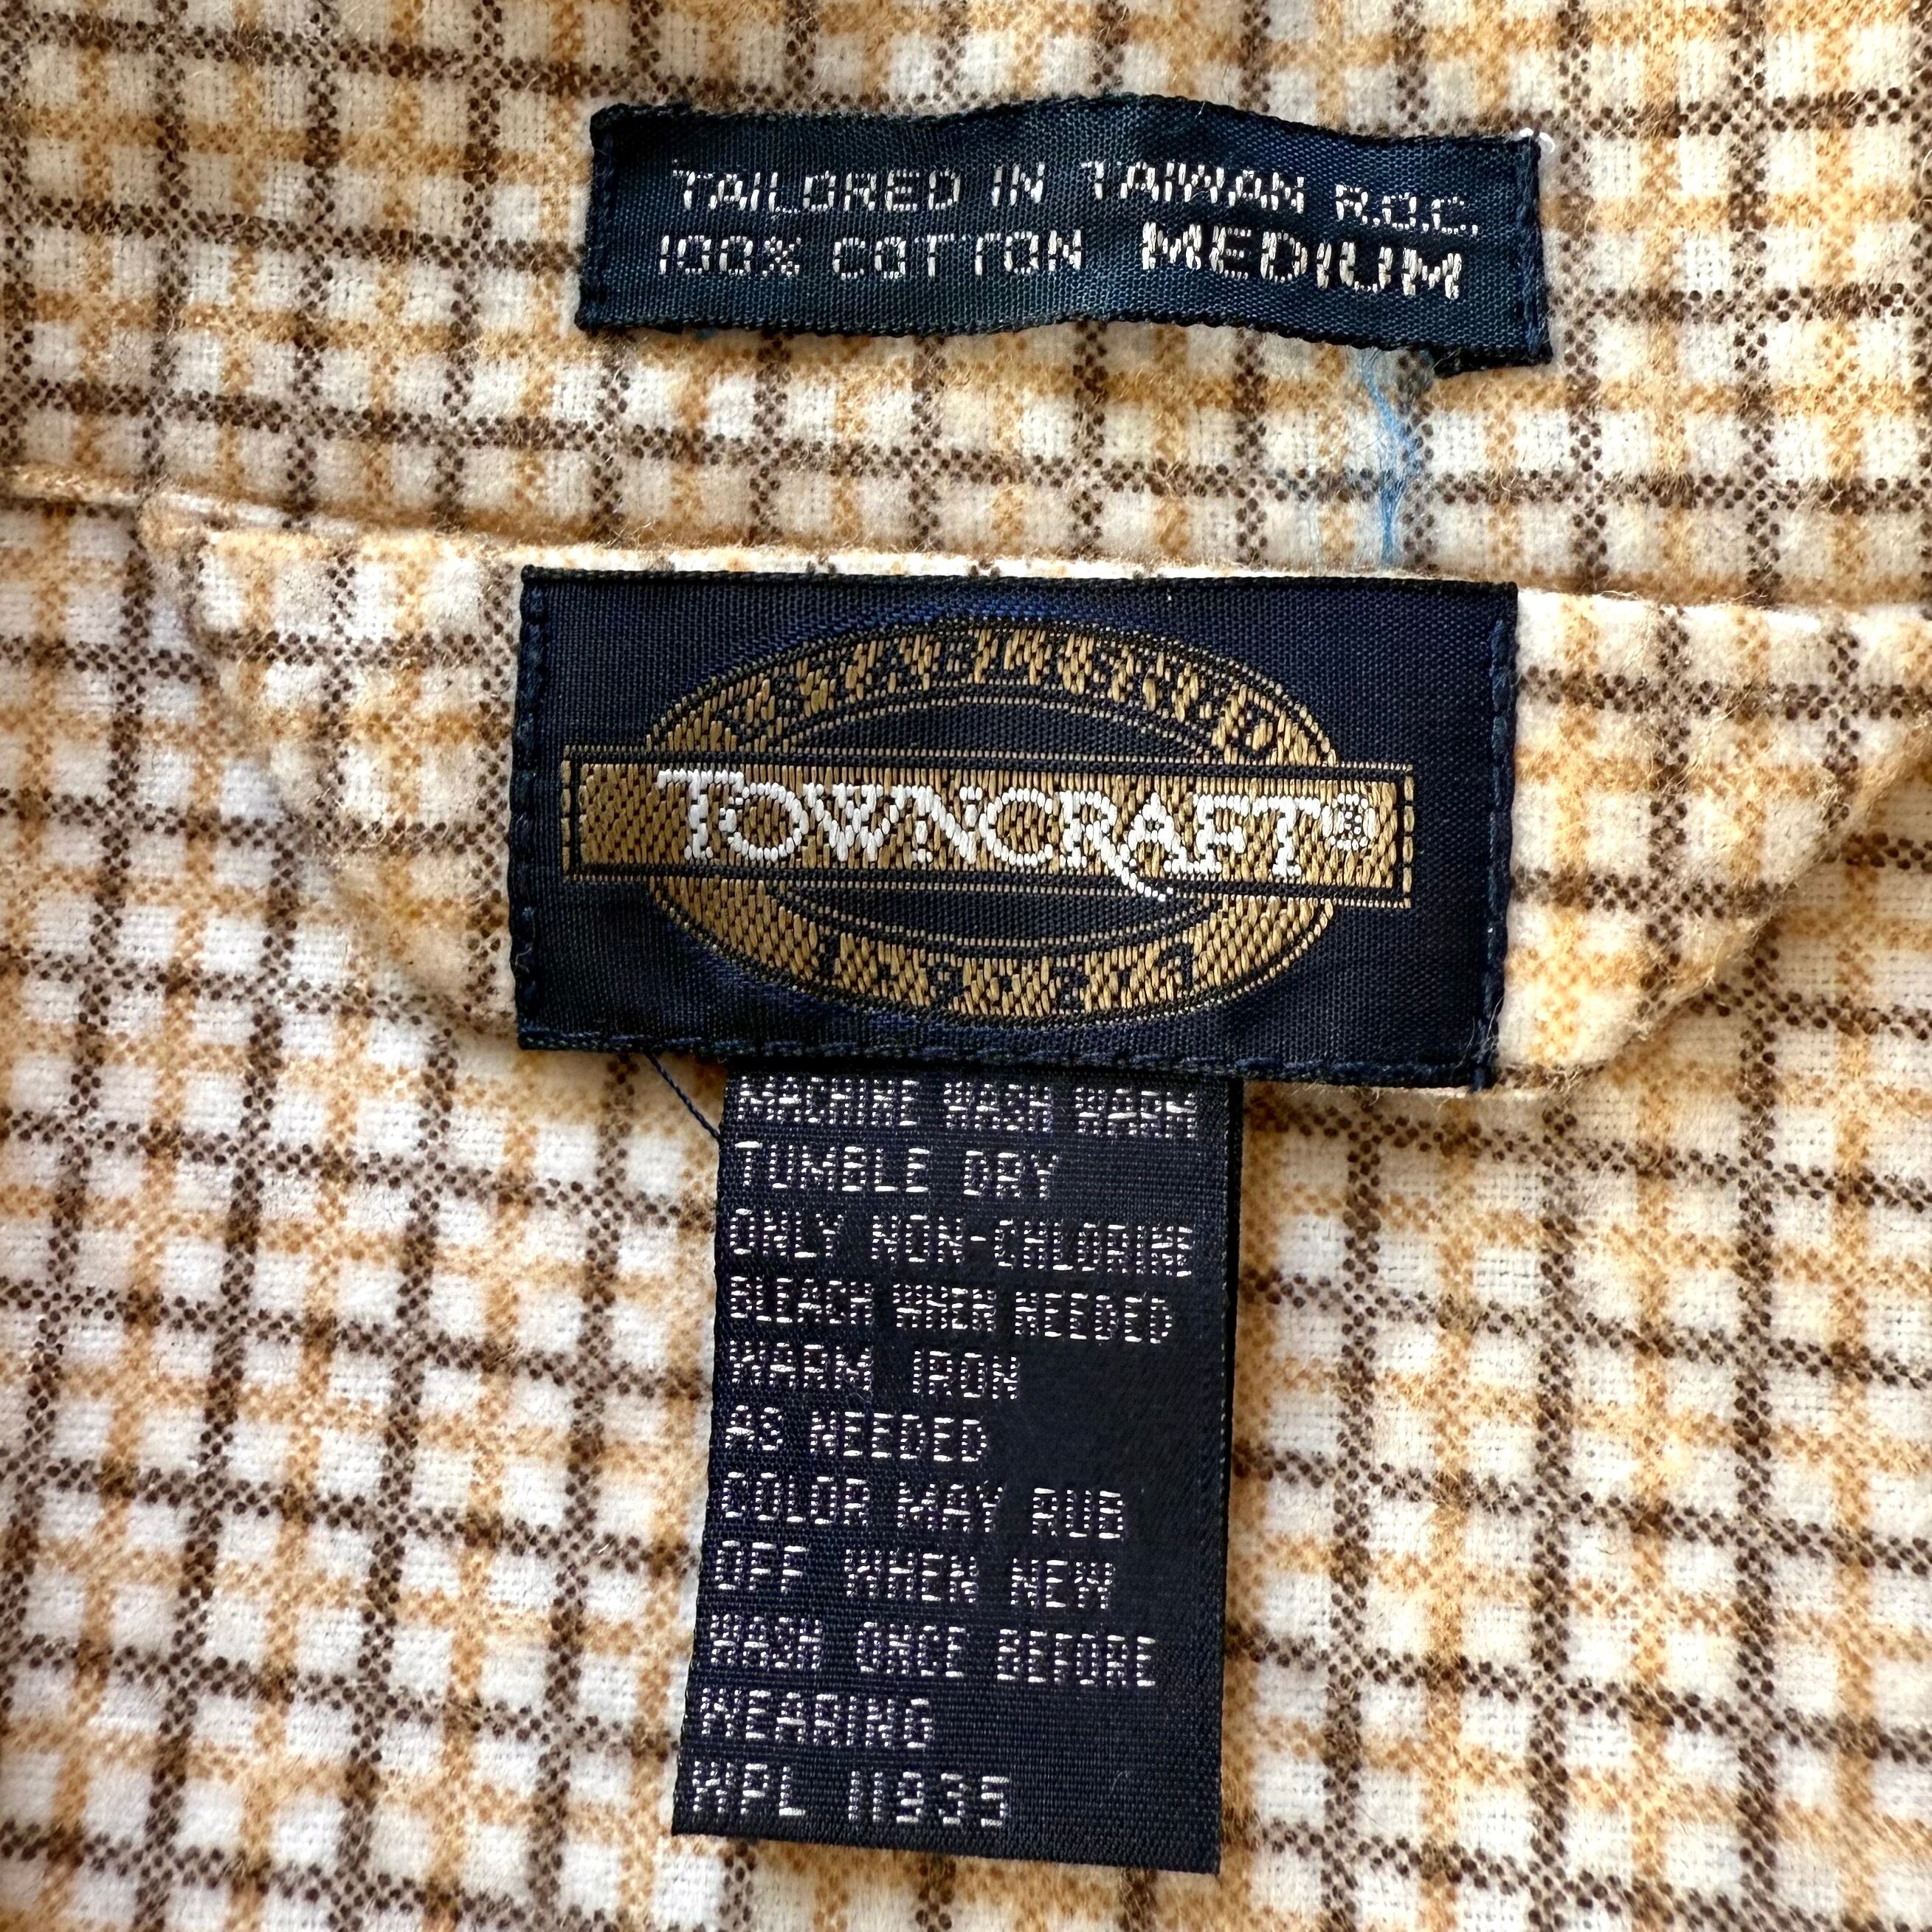 TAILORED IN TAIWAN R.O.C.
100% COTTON MEDIUM
ESTABLISHED
TOWNCRAFT®
MACHINE WASH WARM
TUMBLE DRY
ONLY NON-CHLORINE
BLEACH WHEN NEEDED
WARM IRON
AS NEEDED
COLOR MAY RUB
OFF WHEN NEW
WASH ONCE BEFORE
WEARING
WPL 11935